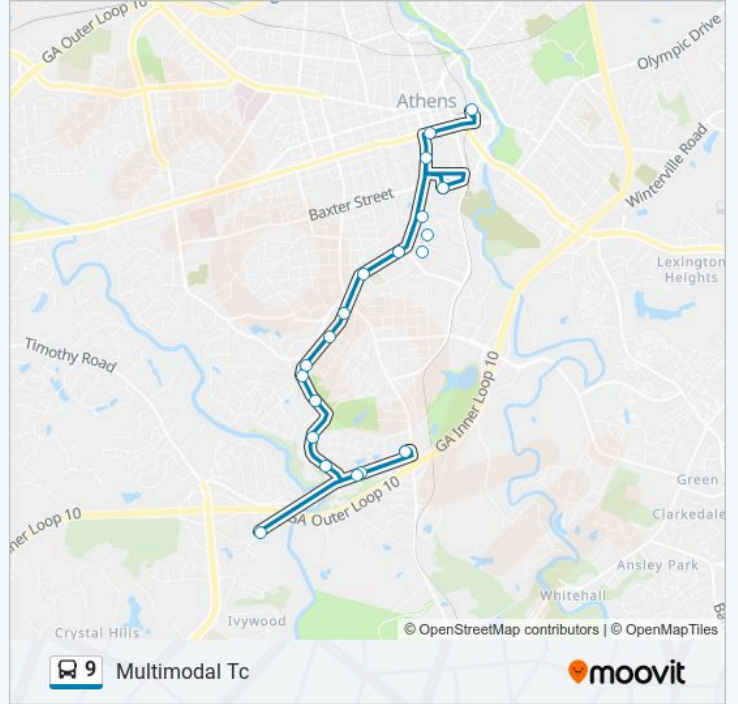 GA Outer Loop 10
Olympic Drive
Athens
Winterville Road
Baxter Street
Lexington
Heights
Timothy Road
GA Inner Loop 10
Green
GA Outer Loop 10
ner Loop 10
Clarkedale
Ansley Park
Whitehall
Ivywood
Crystal Hills
© OpenStreetMap contributors | © OpenMapTiles
9 Multimodal Tc
moovit